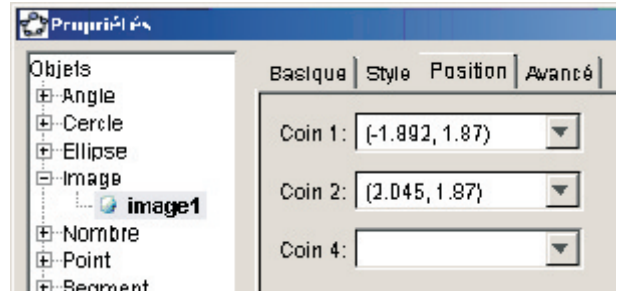 Propriétés
Objets
Angle
Cercle
Ellipse
Image
image1
Nombre
Point
Segment
Basique Style Position Avancé
Coin 1: (-1.892, 1.87)
Coin 2: (2.045, 1.87)
Coin 4: